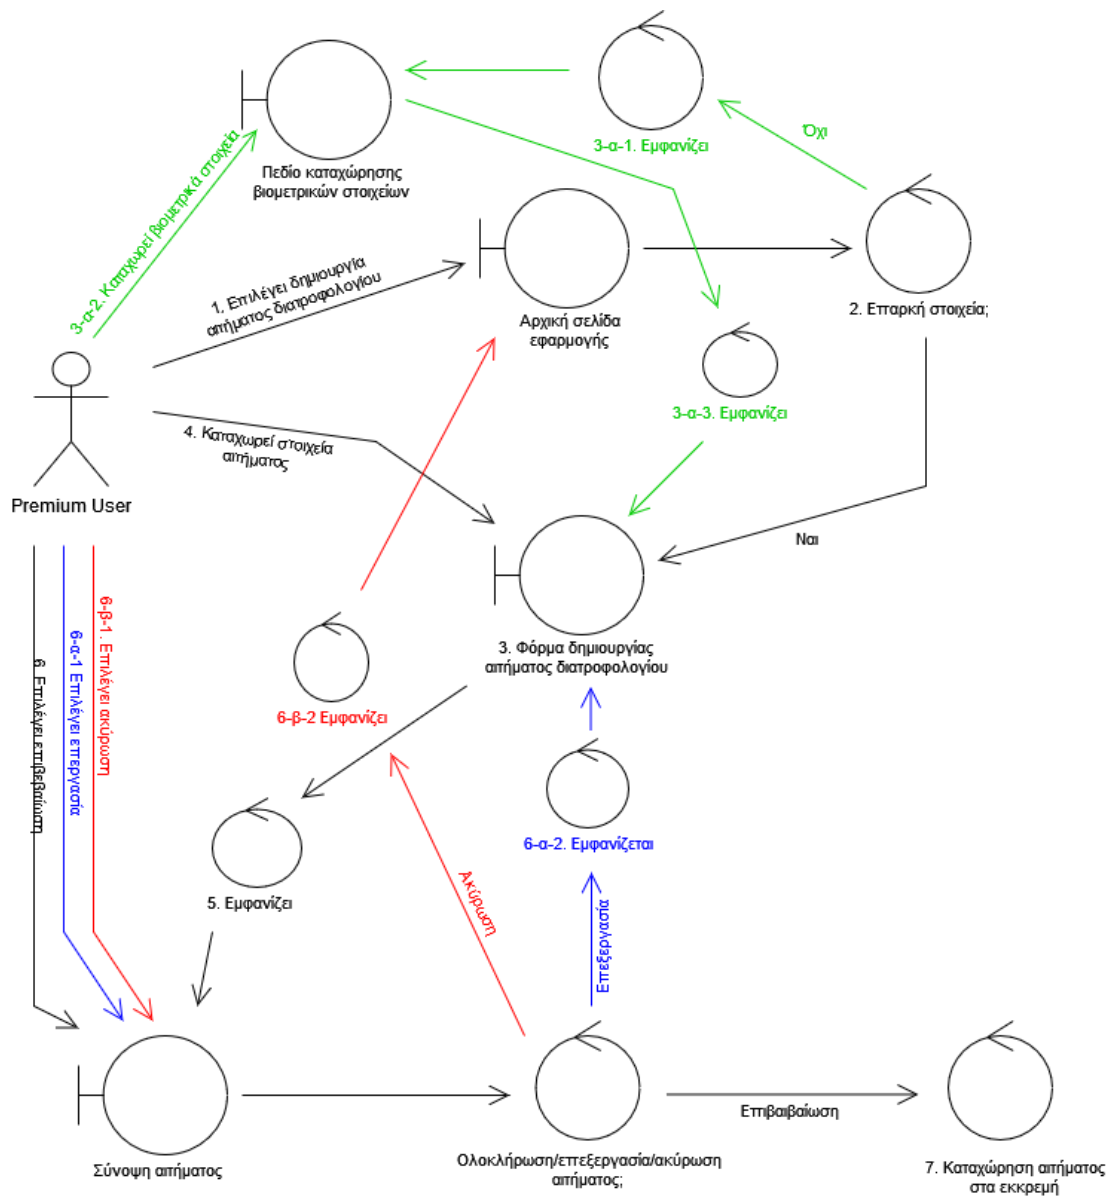 3-α-1. Εμφανίζει
Όχι
Πεδίο καταχώρησης
βιομετρικών στοιχείων
3-α-2. Καταχωρεί βιομετρικά στοιχεία
1. Επιλέγει δημιουργία
αιτήματος διατροφολογίου
Αρχική σελίδα
εφαρμογής
2. Επαρκή στοιχεία;
3-α-3. Εμφανίζει
4. Καταχωρεί στοιχεία
αιτήματος
Premium User
Ναι
3. Φόρμα δημιουργίας
αιτήματος διατροφολογίου
6. Επιλέγει επιβεβαίωση
6-α-1 Επιλέγει επεργασία
6-β-1. Επιλέγει ακύρωση
6-β-2 Εμφανίζει
6-α-2. Εμφανίζεται
5. Εμφανίζει
Ακύρωση
Επεξεργασία
Επιβαιβαίωση
Σύνοψη αιτήματος
Ολοκλήρωση/επεξεργασία/ακύρωση
αιτήματος;
7. Καταχώρηση αιτήματος
στα εκκρεμή